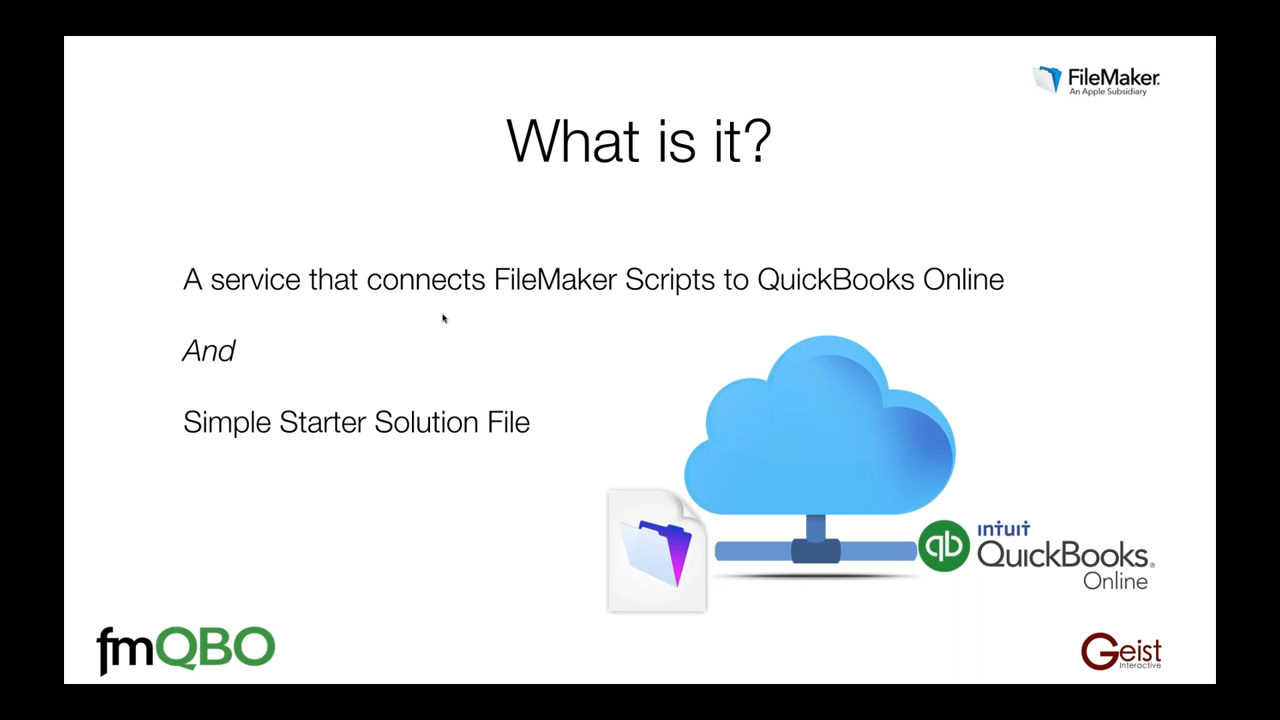 FileMaker.
An Apple Subsidiary
What is it?
A service that connects FileMaker Scripts to QuickBooks Online
And
Simple Starter Solution File
qb
intuit
QuickBooks®
Online
fmQBO
Geist
Interactive